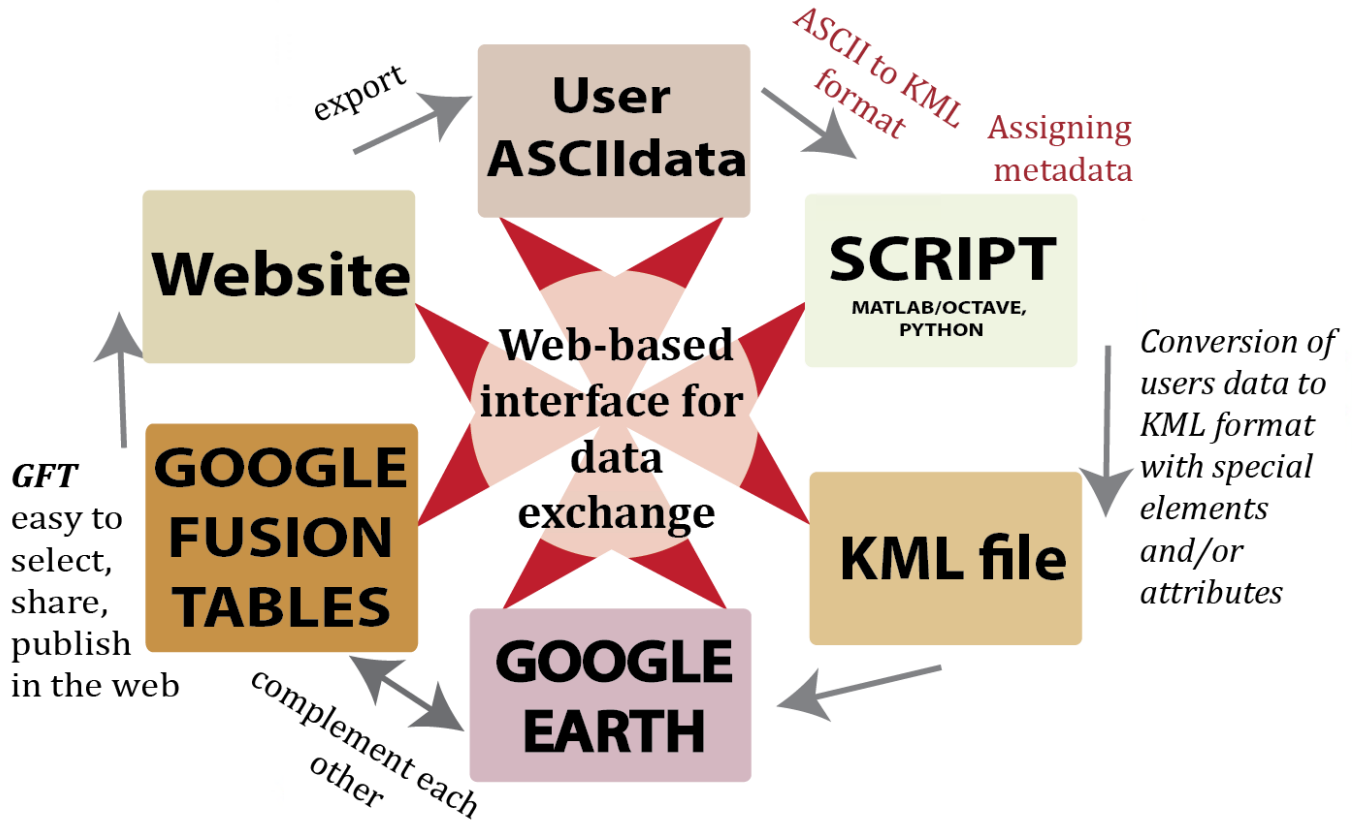 export
User
ASCIIdata
ASCII to KML
format
Assigning
metadata
Website
SCRIPT
MATLAB/OCTAVE,
PYTHON
Web-based
interface for
data
exchange
Conversion of
users data to
KML format
with special
elements
and/or
attributes
GOOGLE
FUSION
TABLES
GFT
easy to
select,
share,
publish
in the web
KML file
GOOGLE
EARTH
complement each
other